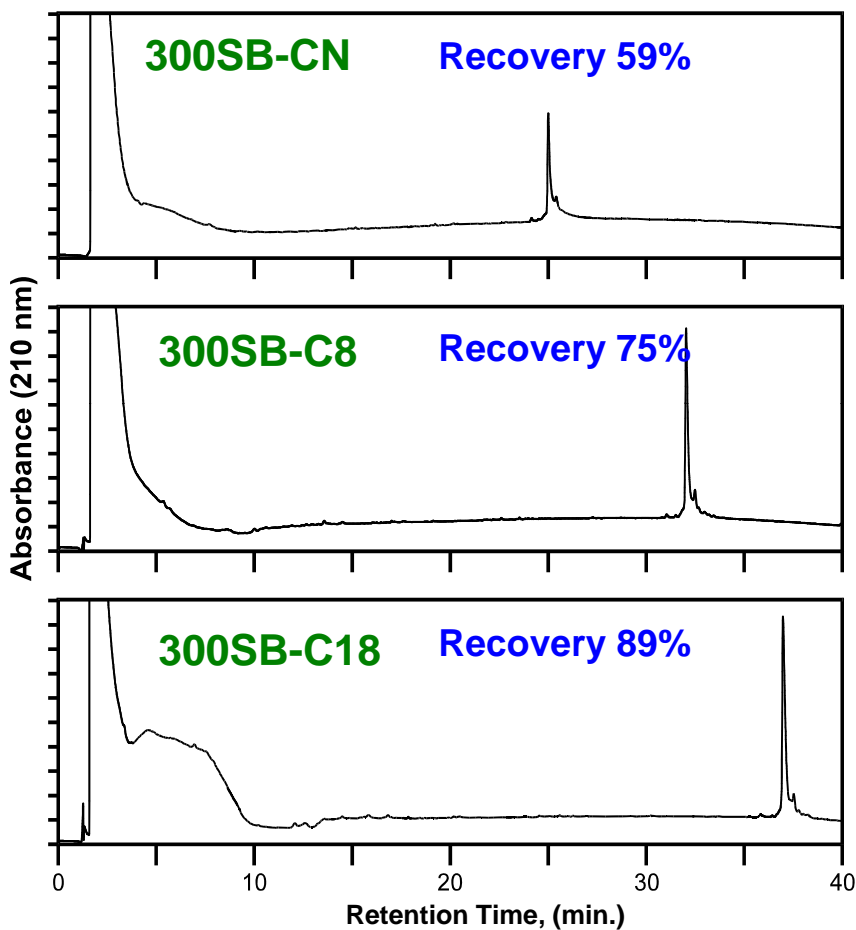 300SB-CN
Recovery 59%
Absorbance (210 nm)
300SB-C8
Recovery 75%
300SB-C18
Recovery 89%
0 10 20 30 40
Retention Time, (min.)